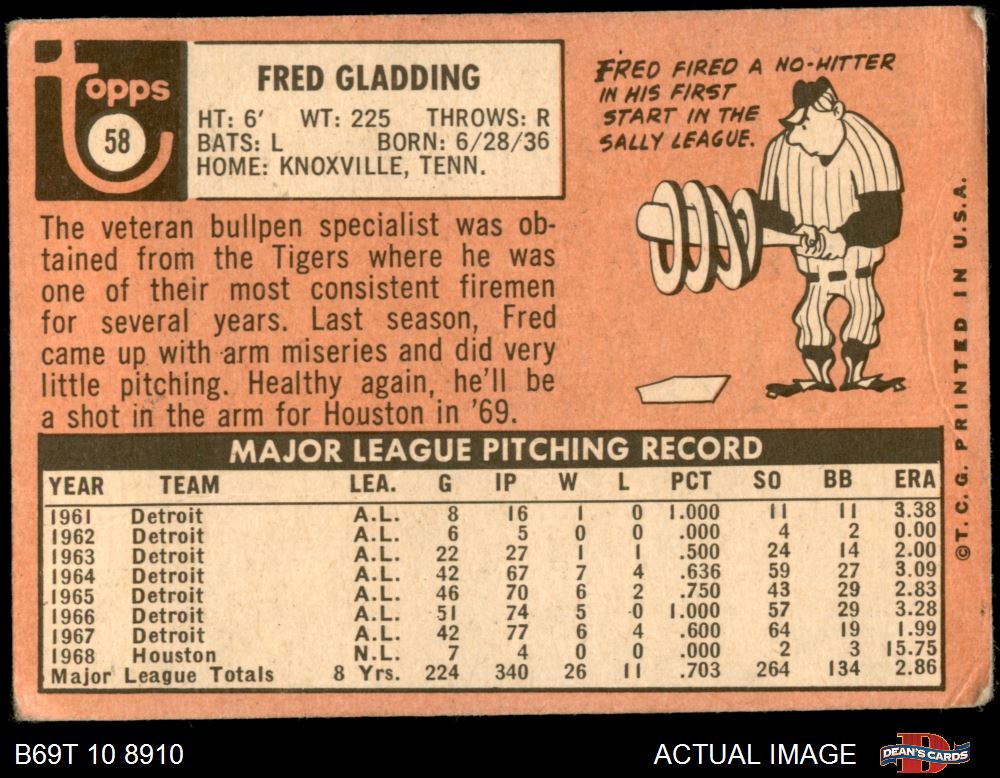 Topps
58
FRED GLADDING
HT: 6' WT: 225 THROWS: R
BATS: L BORN: 6/28/36
HOME: KNOXVILLE, TENN.
FRED FIRED A NO-HITTER
IN HIS FIRST
START IN THE
SALLY LEAGUE.
The veteran bullpen specialist was ob-
tained from the Tigers where he was
one of their most consistent firemen
for several years. Last season, Fred
came up with arm miseries and did very
little pitching. Healthy again, he'll be
a shot in the arm for Houston in '69.
MAJOR LEAGUE PITCHING RECORD
YEAR TEAM LEA. G IP W L PCT SO BB ERA
1961 Detroit A.L. 8 16 1 0 1.000 11 11 3.38
1962 Detroit A.L. 6 5 0 0 .000 4 2 0.00
1963 Detroit A.L. 22 27 1 1 .500 24 14 2.00
1964 Detroit A.L. 42 67 7 4 .636 59 27 3.09
1965 Detroit A.L. 46 70 6 2 .750 43 29 2.83
1966 Detroit A.L. 51 74 5 0 1.000 57 29 3.28
1967 Detroit A.L. 42 77 6 4 .600 64 19 1.99
1968 Houston N.L. 7 4 0 0 .000 2 3 15.75
Major League Totals 8 Yrs. 224 340 26 11 .703 264 134 2.86
©T.C.G. PRINTED IN U.S.A.
B69T 10 8910
ACTUAL IMAGE
DEAN'S CARDS